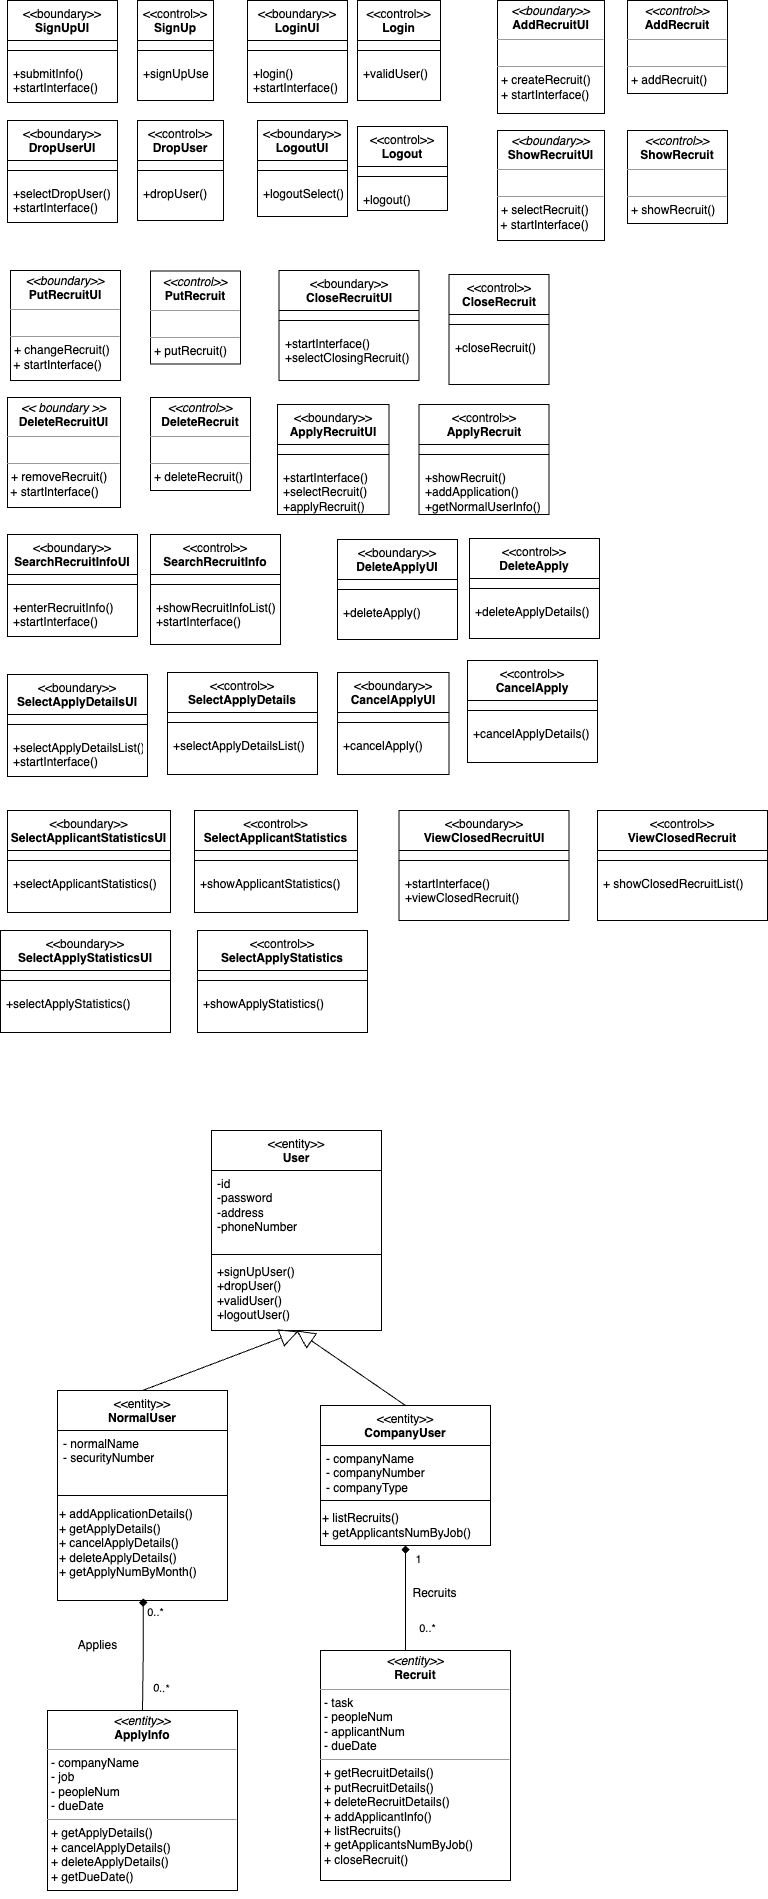 <<boundary>>
SignUpUI
+submitInfo()
+startInterface()
<<control>>
SignUp
+signUpUse
<<boundary>>
LoginUI
+login()
+startInterface()
<<control>>
Login
+validUser()
<<boundary>>
AddRecruitUI
+ createRecruit()
+ startInterface()
<<control>>
AddRecruit
+ addRecruit()
<<boundary>>
DropUserUI
+selectDropUser()
+startInterface()
<<control>>
DropUser
+dropUser()
<<boundary>>
LogoutUI
+logoutSelect()
<<control>>
Logout
+logout()
<<boundary>>
ShowRecruitUI
+ selectRecruit()
+ startInterface()
<<control>>
ShowRecruit
+ showRecruit()
<<boundary>>
PutRecruitUI
+ changeRecruit()
+ startInterface()
<<control>>
PutRecruit
+ putRecruit()
<<boundary>>
CloseRecruitUI
+startInterface()
+selectClosingRecruit()
<<control>>
CloseRecruit
+closeRecruit()
<< boundary >>
DeleteRecruitUI
+ removeRecruit()
+ startInterface()
<<control>>
DeleteRecruit
+ deleteRecruit()
<<boundary>>
ApplyRecruitUI
+startInterface()
+selectRecruit()
+applyRecruit()
<<control>>
ApplyRecruit
+showRecruit()
+addApplication()
+getNormalUserInfo()
<<boundary>>
SearchRecruitInfoUI
+enterRecruitInfo()
+startInterface()
<<control>>
SearchRecruitInfo
+showRecruitInfoList()
+startInterface()
<<boundary>>
DeleteApplyUI
+deleteApply()
<<control>>
DeleteApply
+deleteApplyDetails()
<<boundary>>
SelectApplyDetailsUI
+selectApplyDetailsList()
+startInterface()
<<control>>
SelectApplyDetails
+selectApplyDetailsList()
<<boundary>>
CancelApplyUI
+cancelApply()
<<control>>
CancelApply
+cancelApplyDetails()
<<boundary>>
SelectApplicantStatisticsUI
+selectApplicantStatistics()
<<control>>
SelectApplicantStatistics
+showApplicantStatistics()
<<boundary>>
ViewClosedRecruitUI
+startInterface()
+viewClosedRecruit()
<<control>>
ViewClosedRecruit
+ showClosedRecruitList()
<<boundary>>
SelectApplyStatisticsUI
+selectApplyStatistics()
<<control>>
SelectApplyStatistics
+showApplyStatistics()
<<entity>>
User
-id
-password
-address
-phoneNumber
+signUpUser()
+dropUser()
+validUser()
+logoutUser()
<<entity>>
NormalUser
- normalName
- securityNumber
+ addApplicationDetails()
+ getApplyDetails()
+ cancelApplyDetails()
+ deleteApplyDetails()
+ getApplyNumByMonth()
<<entity>>
CompanyUser
- companyName
- companyNumber
- companyType
+ listRecruits()
+ getApplicantsNumByJob()
1
Recruits
0..*
0..*
Applies
0..*
<<entity>>
Recruit
- task
- peopleNum
- applicantNum
- dueDate
+ getRecruitDetails()
+ putRecruitDetails()
+ deleteRecruitDetails()
+ addApplicantInfo()
+ listRecruits()
+ getApplicantsNumByJob()
+ closeRecruit()
<<entity>>
ApplyInfo
- companyName
- job
- peopleNum
- dueDate
+ getApplyDetails()
+ cancelApplyDetails()
+ deleteApplyDetails()
+ getDueDate()